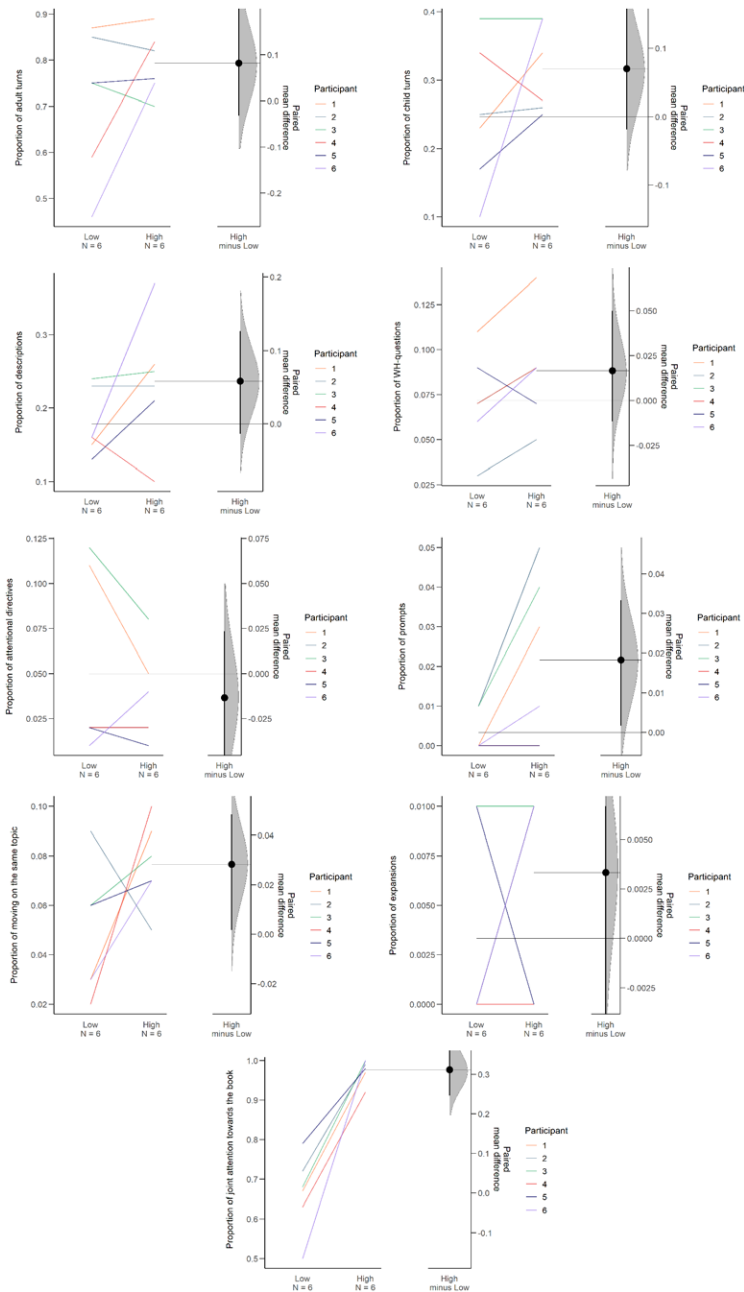 Proportion of adult turns
0.9
0.8
0.7
0.6
0.5
Low
N = 6
High
N = 6
High
minus Low
0.1
0.0
-0.1
-0.2
Paired
mean difference
Participant
1
2
3
4
5
6
Proportion of child turns
0.4
0.3
0.2
0.1
Low
N = 6
High
N = 6
High
minus Low
0.1
0.0
-0.1
Paired
mean difference
Participant
1
2
3
4
5
6
Proportion of descriptions
0.3
0.2
0.1
Low
N = 6
High
N = 6
High
minus Low
0.2
0.1
0.0
Paired
mean difference
Participant
1
2
3
4
5
6
Proportion of WH-questions
0.125
0.100
0.075
0.050
0.025
Low
N = 6
High
N = 6
High
minus Low
0.050
0.025
0.000
-0.025
Paired
mean difference
Participant
1
2
3
4
5
6
Proportion of attentional directives
0.125
0.100
0.075
0.050
0.025
Low
N = 6
High
N = 6
High
minus Low
0.075
0.050
0.025
0.000
-0.025
Paired
mean difference
Participant
1
2
3
4
5
6
Proportion of prompts
0.05
0.04
0.03
0.02
0.01
0.00
Low
N = 6
High
N = 6
High
minus Low
0.04
0.03
0.02
0.01
0.00
Paired
mean difference
Participant
1
2
3
4
5
6
Proportion of moving on the same topic
0.10
0.08
0.06
0.04
0.02
Low
N = 6
High
N = 6
High
minus Low
0.04
0.02
0.00
-0.02
Paired
mean difference
Participant
1
2
3
4
5
6
Proportion of expansions
0.0100
0.0075
0.0050
0.0025
0.0000
Low
N = 6
High
N = 6
High
minus Low
0.0050
0.0025
0.0000
-0.0025
Paired
mean difference
Participant
1
2
3
4
5
6
Proportion of joint attention towards the book
1.0
0.9
0.8
0.7
0.6
0.5
Low
N = 6
High
N = 6
High
minus Low
0.3
0.2
0.1
0.0
-0.1
Paired
mean difference
Participant
1
2
3
4
5
6